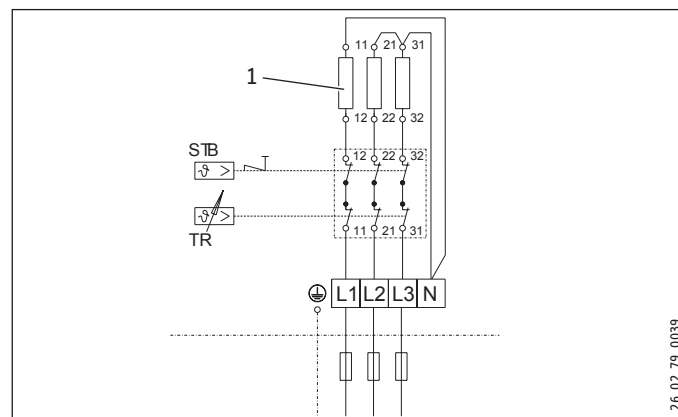 11 21 31
1
12 22 32
STB
12 22 32
ϑ >
ϑ >
TR
11 21 31
L1 L2 L3 N
26_02_79_0039